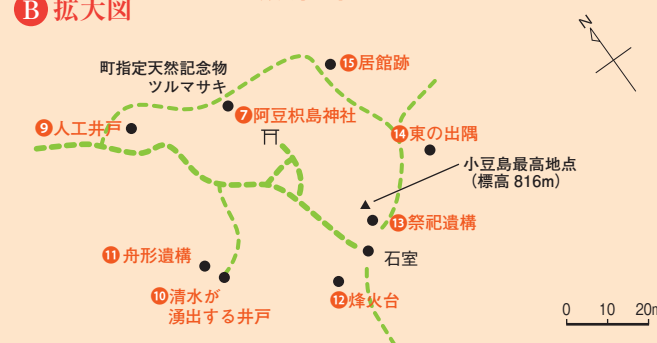 B 拡大図
N
町指定天然記念物
ツルマサキ
⑮居館跡
⑦阿豆枳島神社
⑨人工井戸
⑭東の出隅
小豆島最高地点
(標高 816m)
⑬祭祀遺構
石室
⑪舟形遺構
⑩清水が
湧出する井戸
⑫烽火台
0 10 20m